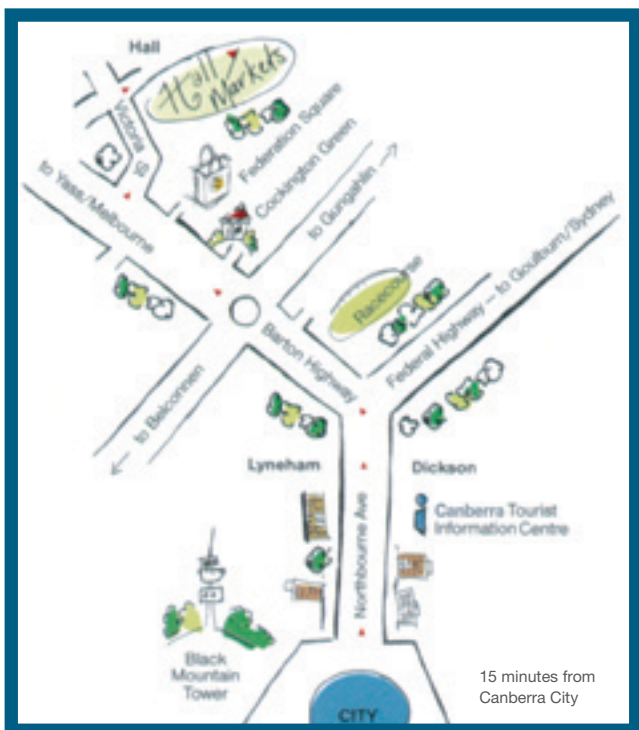 Hall
Hall
Markets
Victoria St
Federation Square
Cockington Green
to Yass/Melbourne
to Gungahlin
Racecourse
Federal Highway – to Goulburn/Sydney
Barton Highway
to Belconnen
Lyneham
Dickson
Canberra Tourist
Information Centre
Northbourne Ave
Black
Mountain
Tower
15 minutes from
Canberra City
CITY